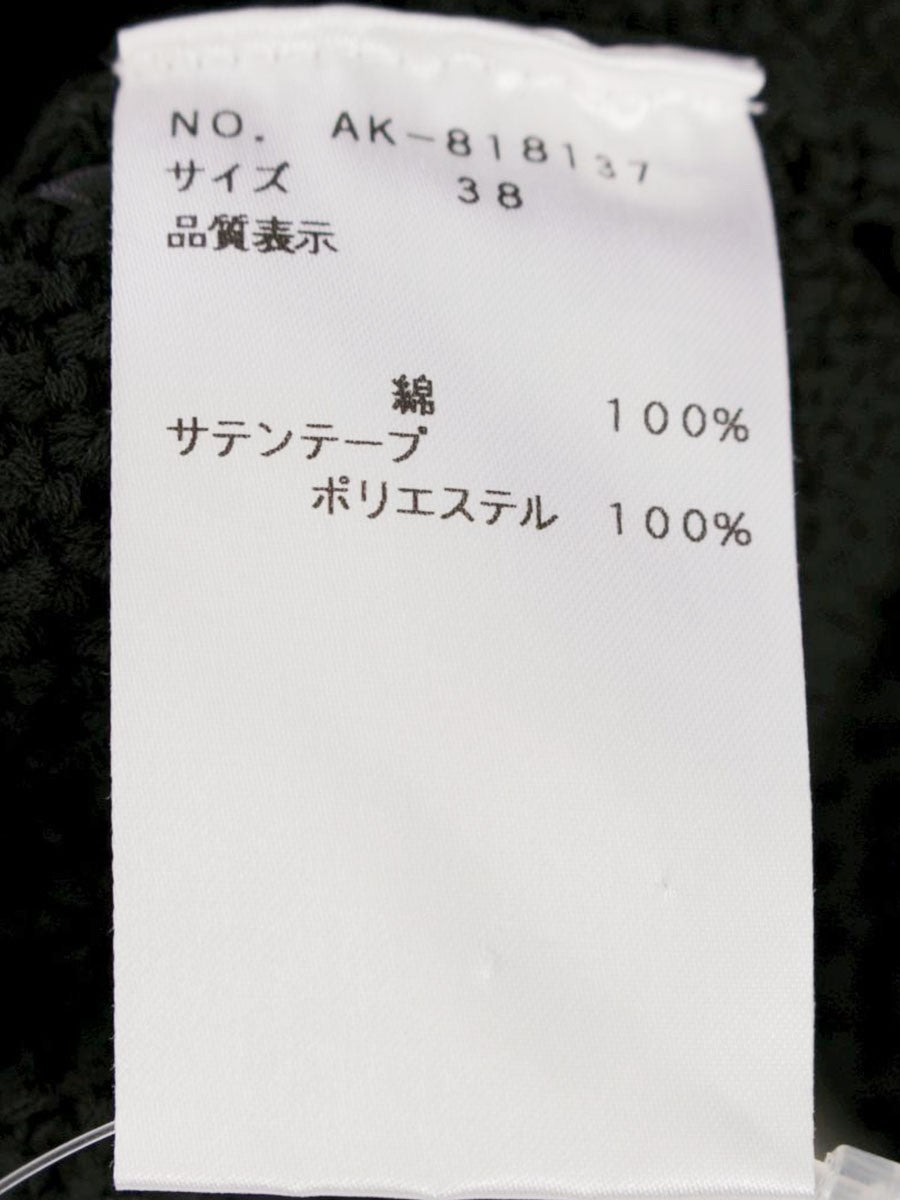 NO. AK-818137
サイズ 38
品質表示
綿 100%
サテンテープ
ポリエステル 100%